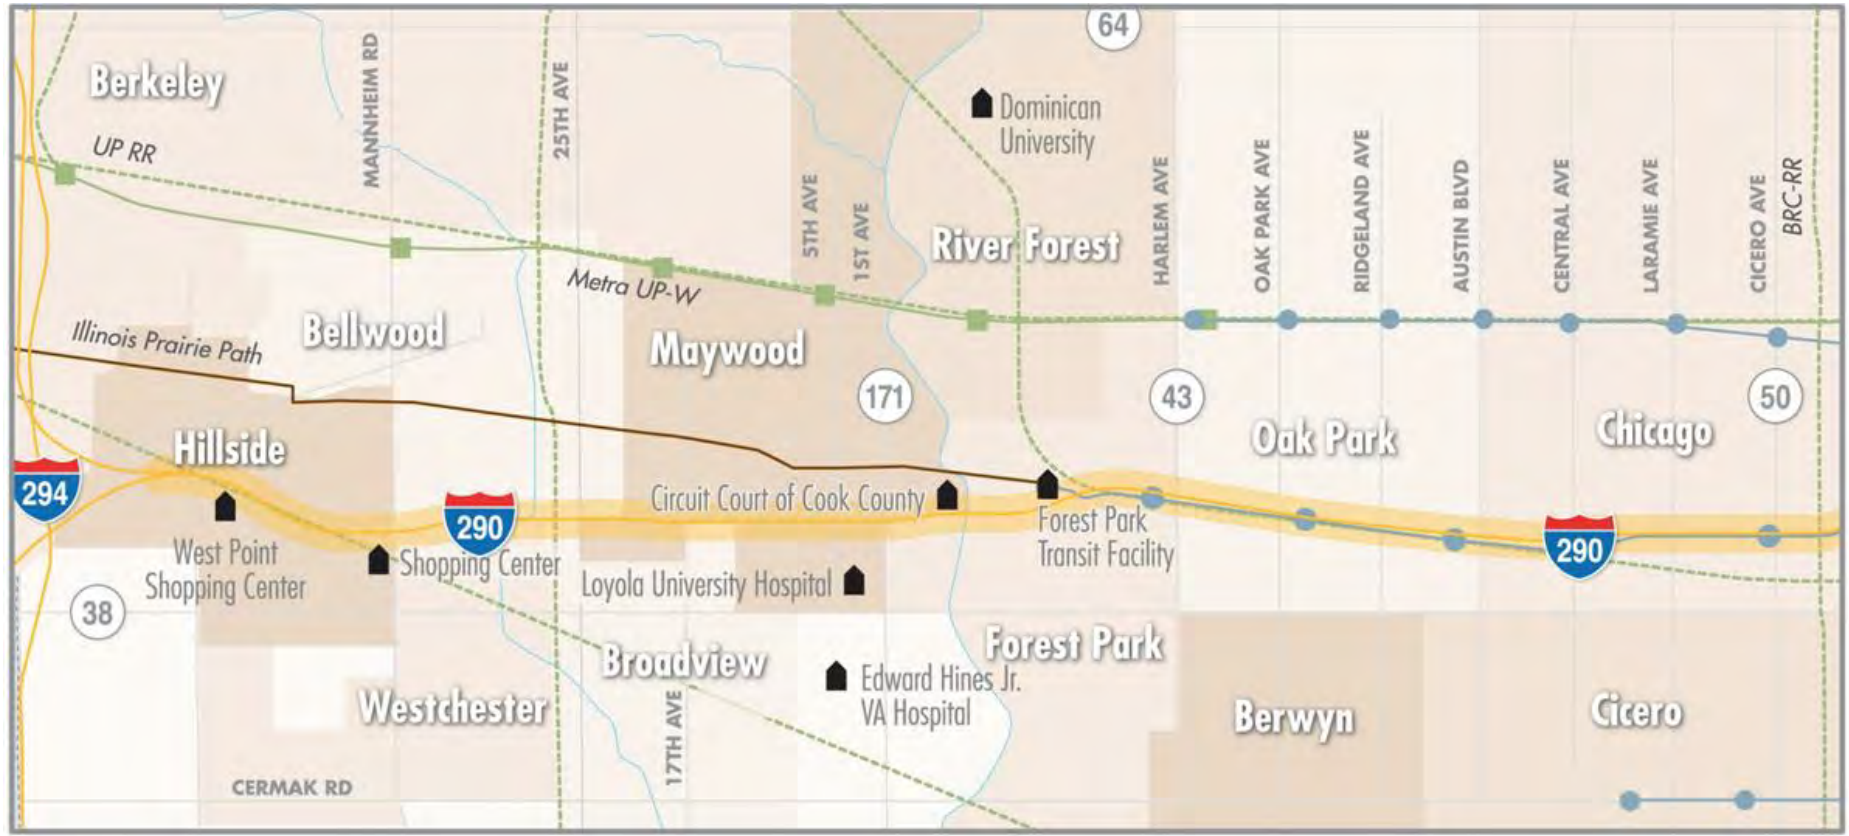 64
Berkeley
MANNHEIM RD
25TH AVE
Dominican
University
UP RR
5TH AVE
1ST AVE
HARLEM AVE
OAK PARK AVE
RIDGELAND AVE
AUSTIN BLVD
CENTRAL AVE
LARAMIE AVE
CICERO AVE
BRC-RR
River Forest
Metra UP-W
Illinois Prairie Path
Bellwood
Maywood
171
43
50
Hillside
Oak Park
Chicago
294
290
Circuit Court of Cook County
Forest Park
Transit Facility
290
West Point
Shopping Center
Shopping Center
Loyola University Hospital
38
Broadview
Forest Park
Edward Hines Jr.
VA Hospital
Westchester
17TH AVE
Berwyn
Cicero
CERMAK RD